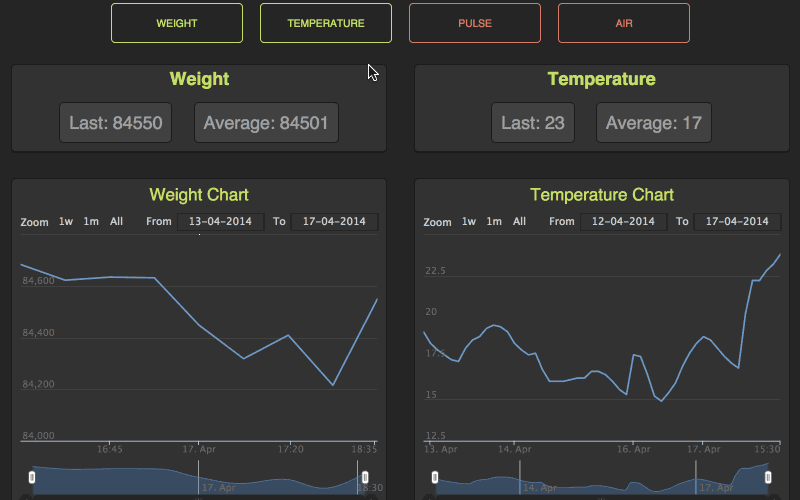 WEIGHT TEMPERATURE PULSE AIR
Weight
Last: 84550 Average: 84501
Temperature
Last: 23 Average: 17
Weight Chart
Zoom 1w 1m All From 13-04-2014 To 17-04-2014
84,600
84,400
84,200
84,000
16:45 17. Apr 17:20 18:35
17. Apr 18:30
Temperature Chart
Zoom 1w 1m All From 12-04-2014 To 17-04-2014
22.5
20
17.5
15
12.5
13. Apr 14. Apr 16. Apr 17. Apr 15:30
14. Apr 17. Apr